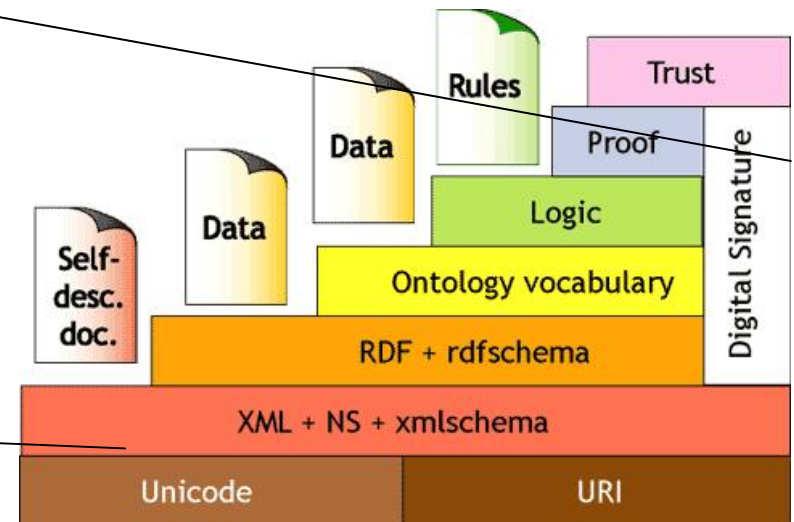 Rules
Trust
Data
Proof
Data
Logic
Self-
desc.
doc.
Ontology vocabulary
Digital Signature
RDF + rdfschema
XML + NS + xmlschema
Unicode
URI